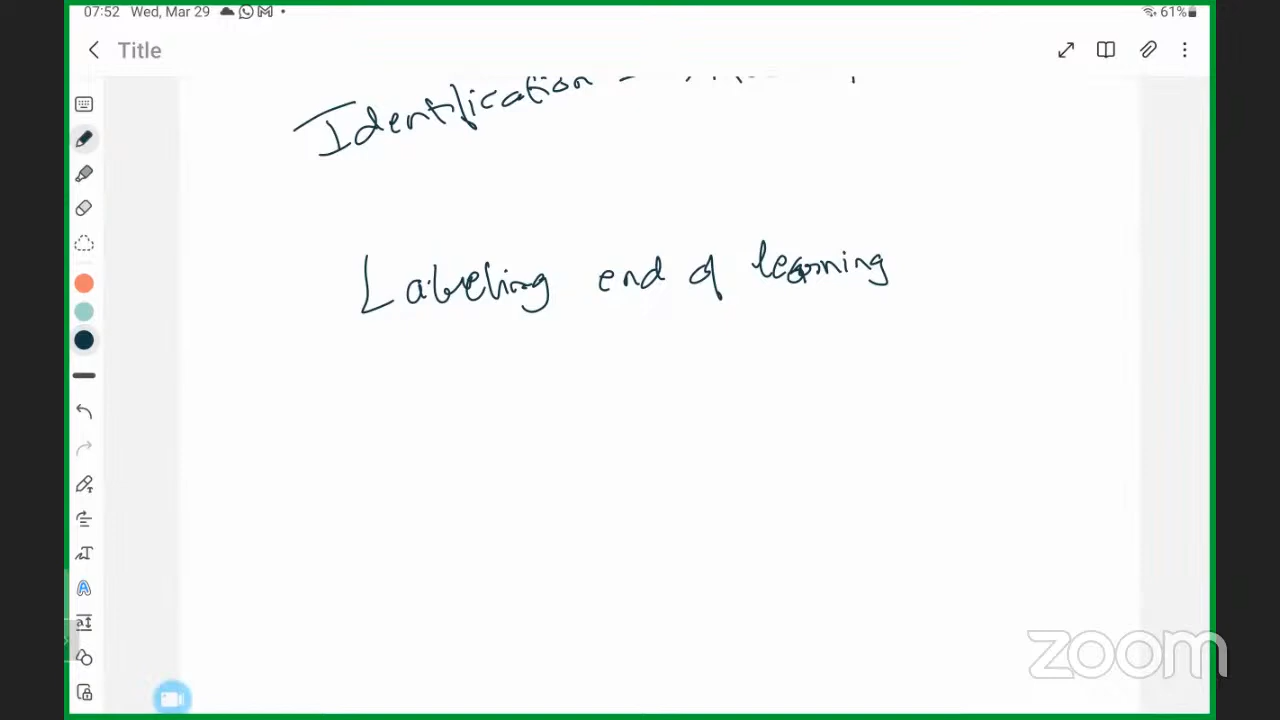 07:52 Wed, Mar 29
61%
Title
Identification
Labeling end of learning
zoom